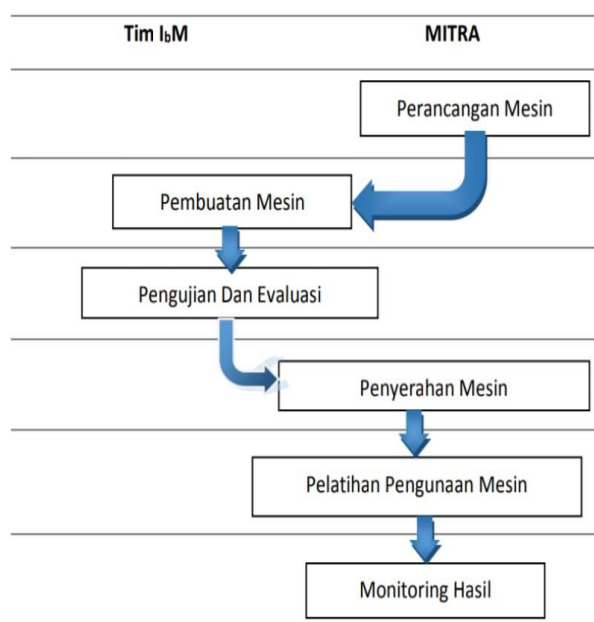 Tim IbM
MITRA
Perancangan Mesin
Pembuatan Mesin
Pengujian Dan Evaluasi
Penyerahan Mesin
Pelatihan Pengunaan Mesin
Monitoring Hasil